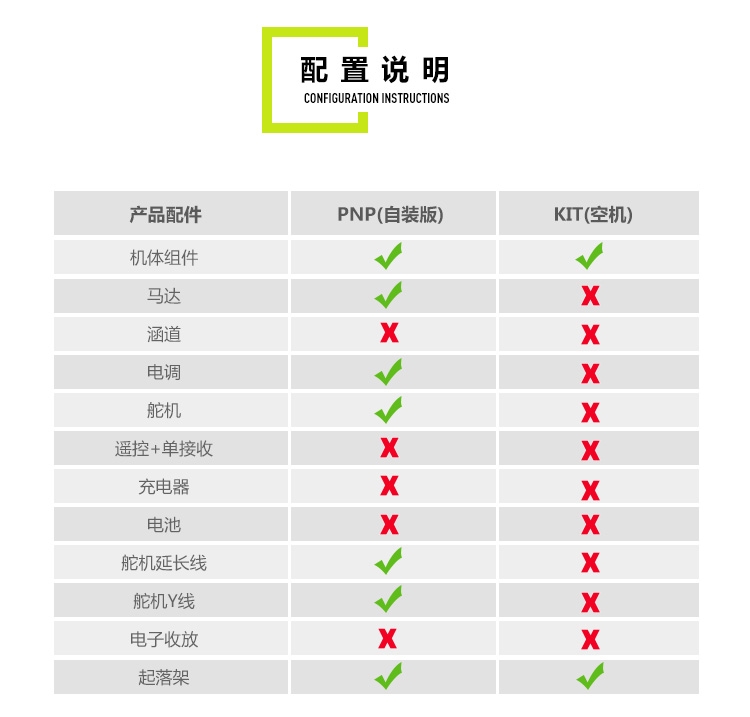 配置说明
CONFIGURATION INSTRUCTIONS
产品配件 PNP(自装版) KIT(空机)
机体组件
马达
涵道
电调
舵机
遥控+单接收
充电器
电池
舵机延长线
舵机Y线
电子收放
起落架